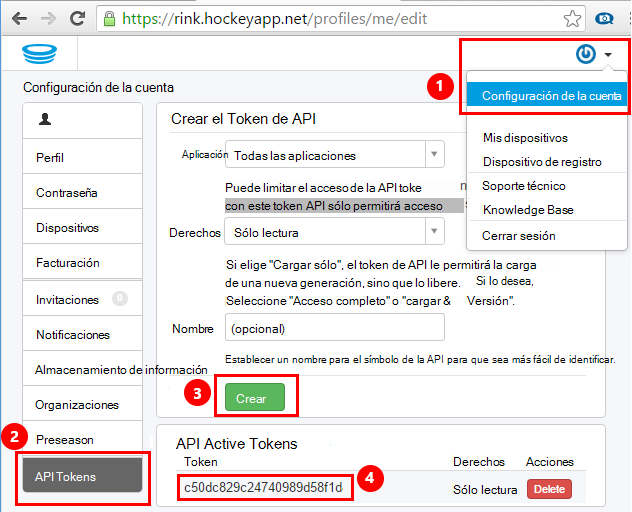 https://rink.hockeyapp.net/profiles/me/edit
1
Configuración de la cuenta
Configuración de la cuenta
Mis dispositivos
Dispositivo de registro
Soporte técnico
Knowledge Base
Cerrar sesión
Perfil
Contraseña
Dispositivos
Facturación
Invitaciones 0
Notificaciones
Almacenamiento de información
Organizaciones
Preseason
2
API Tokens
Crear el Token de API
Aplicación Todas las aplicaciones
Puede limitar el acceso de la API toke
con este token API sólo permitirá acceso
Derechos Sólo lectura
Si elige "Cargar sólo", el token de API le permitirá la carga
de una nueva generación, sino que lo libere. Si lo desea,
Seleccione "Acceso completo" o "cargar & Versión".
Nombre (opcional)
Establecer un nombre para el símbolo de la API para que sea más fácil de identificar.
3
Crear
API Active Tokens
Token Derechos Acciones
c50dc829c24740989d58f1d 4 Sólo lectura Delete